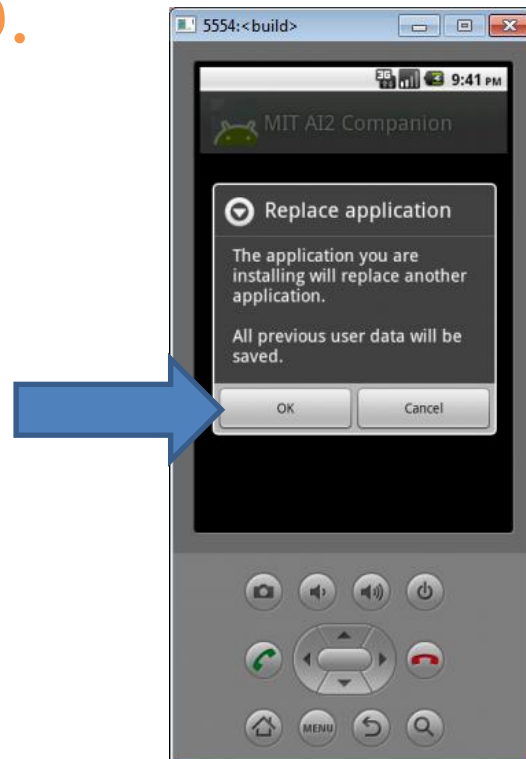 5554:<build>
3G 9:41 PM
MIT AI2 Companion
Replace application
The application you are
installing will replace another
application.
All previous user data will be
saved.
OK Cancel
MENU